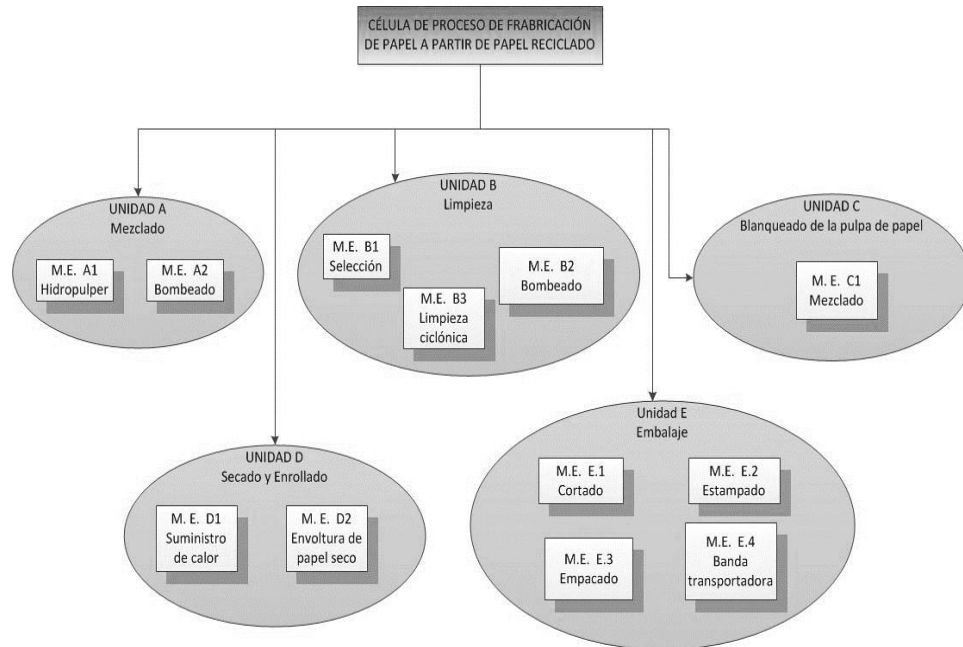 CÉLULA DE PROCESO DE FRABRICACIÓN
DE PAPEL A PARTIR DE PAPEL RECICLADO
UNIDAD A
Mezclado
M.E. A1
Hidropulper
M.E. A2
Bombeado
UNIDAD B
Limpieza
M.E. B1
Selección
M.E. B2
Bombeado
M.E. B3
Limpieza
ciclónica
UNIDAD C
Blanqueado de la pulpa de papel
M. E. C1
Mezclado
UNIDAD D
Secado y Enrollado
M. E. D1
Suministro
de calor
M. E. D2
Envoltura de
papel seco
Unidad E
Embalaje
M.E. E.1
Cortado
M.E. E.2
Estampado
M.E. E.3
Empacado
M.E. E.4
Banda
transportadora